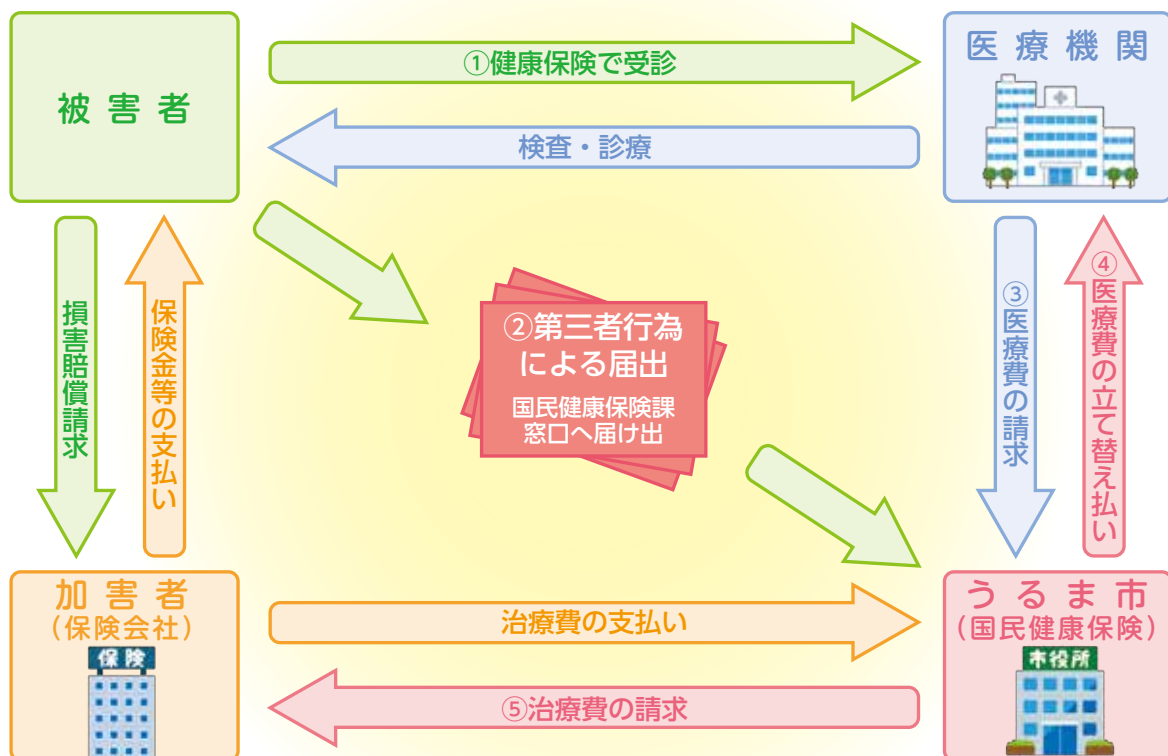 被害者
①健康保険で受診
検査・診療
医療機関
損害賠償請求
保険金等の支払い
②第三者行為
による届出
国民健康保険課
窓口へ届け出
③医療費の請求
④医療費の立て替え払い
加害者
(保険会社)
保険
治療費の支払い
⑤治療費の請求
うるま市
(国民健康保険)
市役所